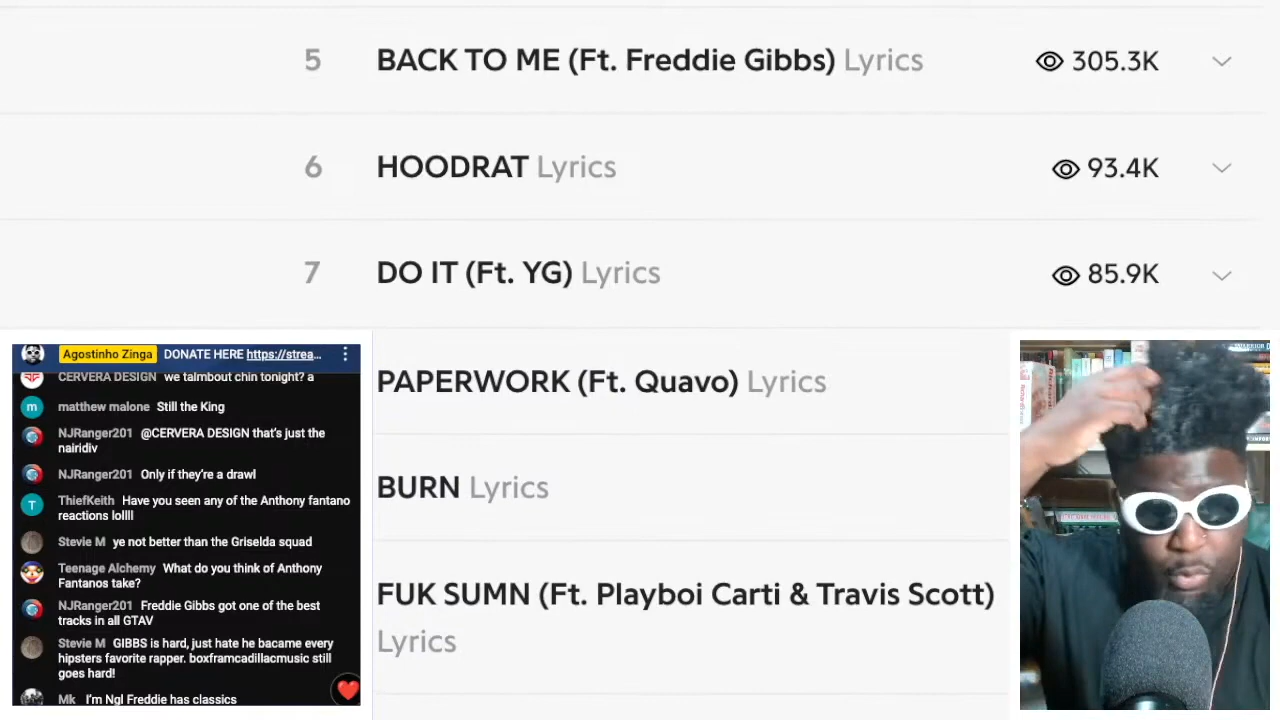 5 BACK TO ME (Ft. Freddie Gibbs) Lyrics 305.3K
6 HOODRAT Lyrics 93.4K
7 DO IT (Ft. YG) Lyrics 85.9K
PAPERWORK (Ft. Quavo) Lyrics
BURN Lyrics
FUK SUMN (Ft. Playboi Carti & Travis Scott)
Lyrics
Agostinho Zinga DONATE HERE https://strea...
CERVERA DESIGN we talmbout chin tonight? a
matthew malone Still the King
NJRanger201 @CERVERA DESIGN that's just the
nairidiv
NJRanger201 Only if they're a drawl
T ThiefKeith Have you seen any of the Anthony fantano
reactions lollll
Stevie M ye not better than the Griselda squad
Teenage Alchemy What do you think of Anthony
Fantanos take?
NJRanger201 Freddie Gibbs got one of the best
tracks in all GTAV
Stevie M GIBBS is hard, just hate he bacame every
hipsters favorite rapper. boxframcadillacmusic still
goes hard!
Mk I'm Ngl Freddie has classics